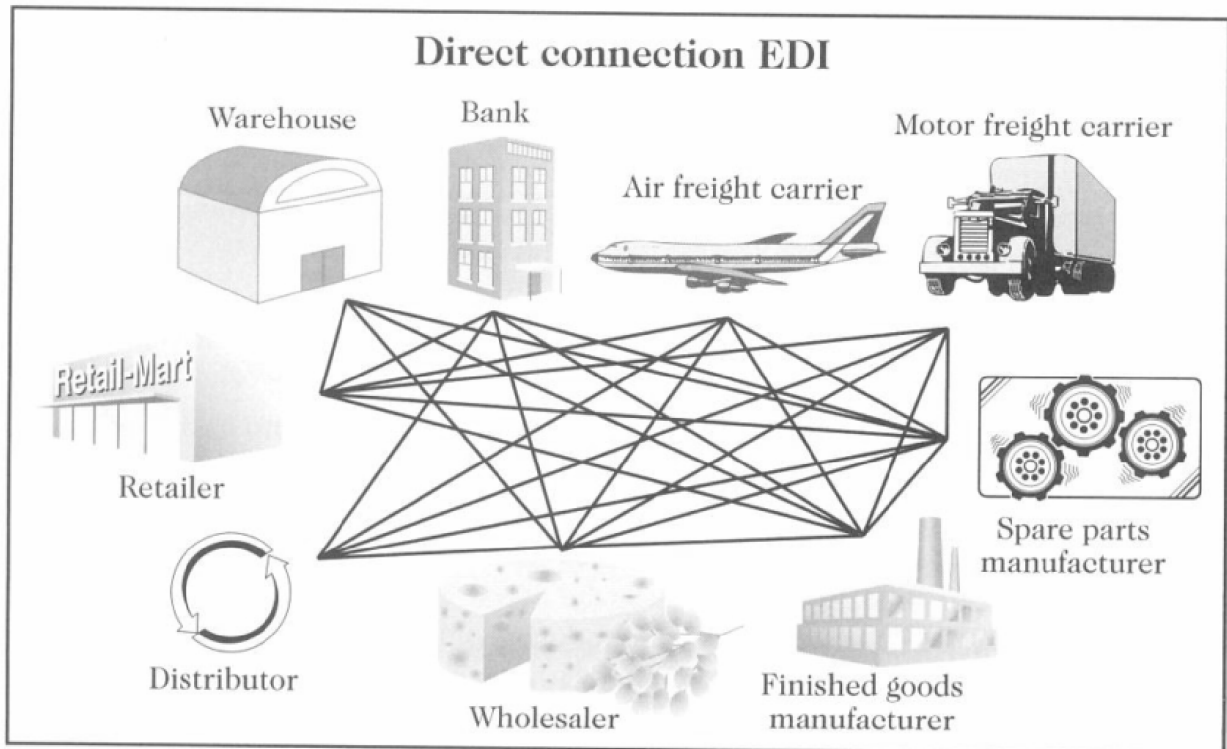 Direct connection EDI
Warehouse
Bank
Air freight carrier
Motor freight carrier
Retail-Mart
Retailer
Spare parts
manufacturer
Distributor
Wholesaler
Finished goods
manufacturer